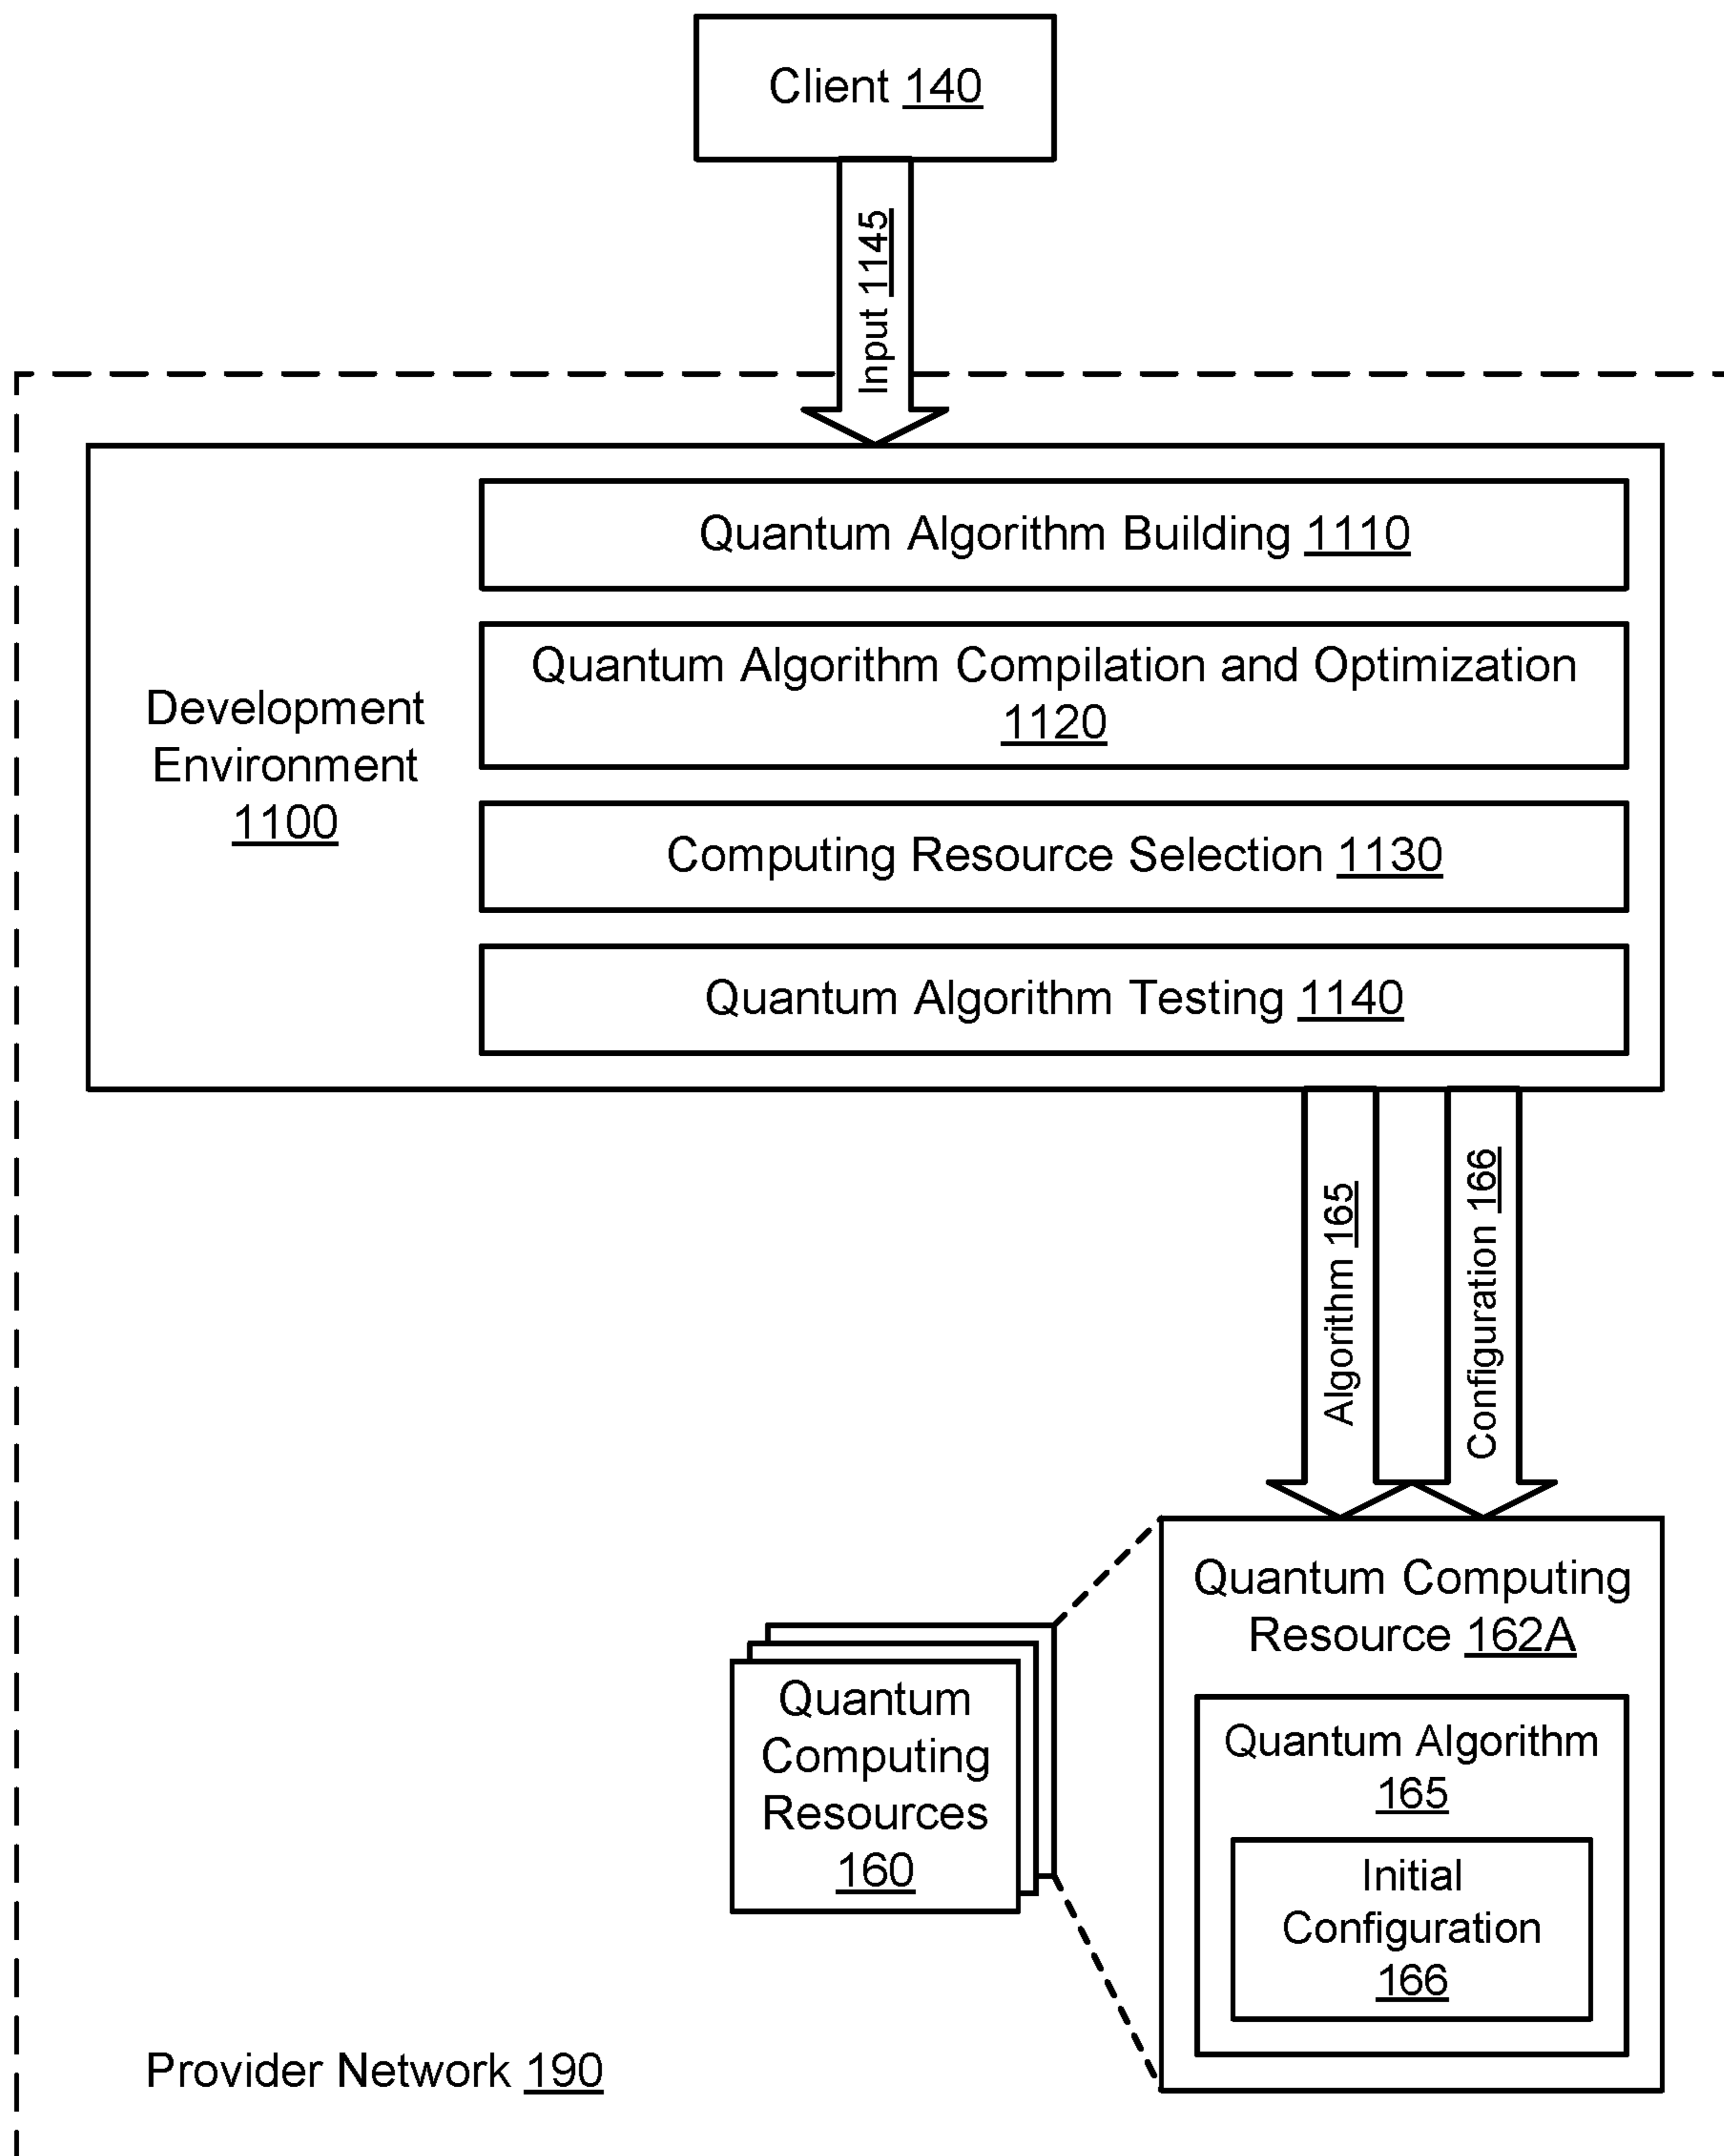 Client 140
Input 1145
Development
Environment
1100
Quantum Algorithm Building 1110
Quantum Algorithm Compilation and Optimization
1120
Computing Resource Selection 1130
Quantum Algorithm Testing 1140
Algorithm 165
Configuration 166
Quantum
Computing
Resources
160
Quantum Computing
Resource 162A
Quantum Algorithm
165
Initial
Configuration
166
Provider Network 190